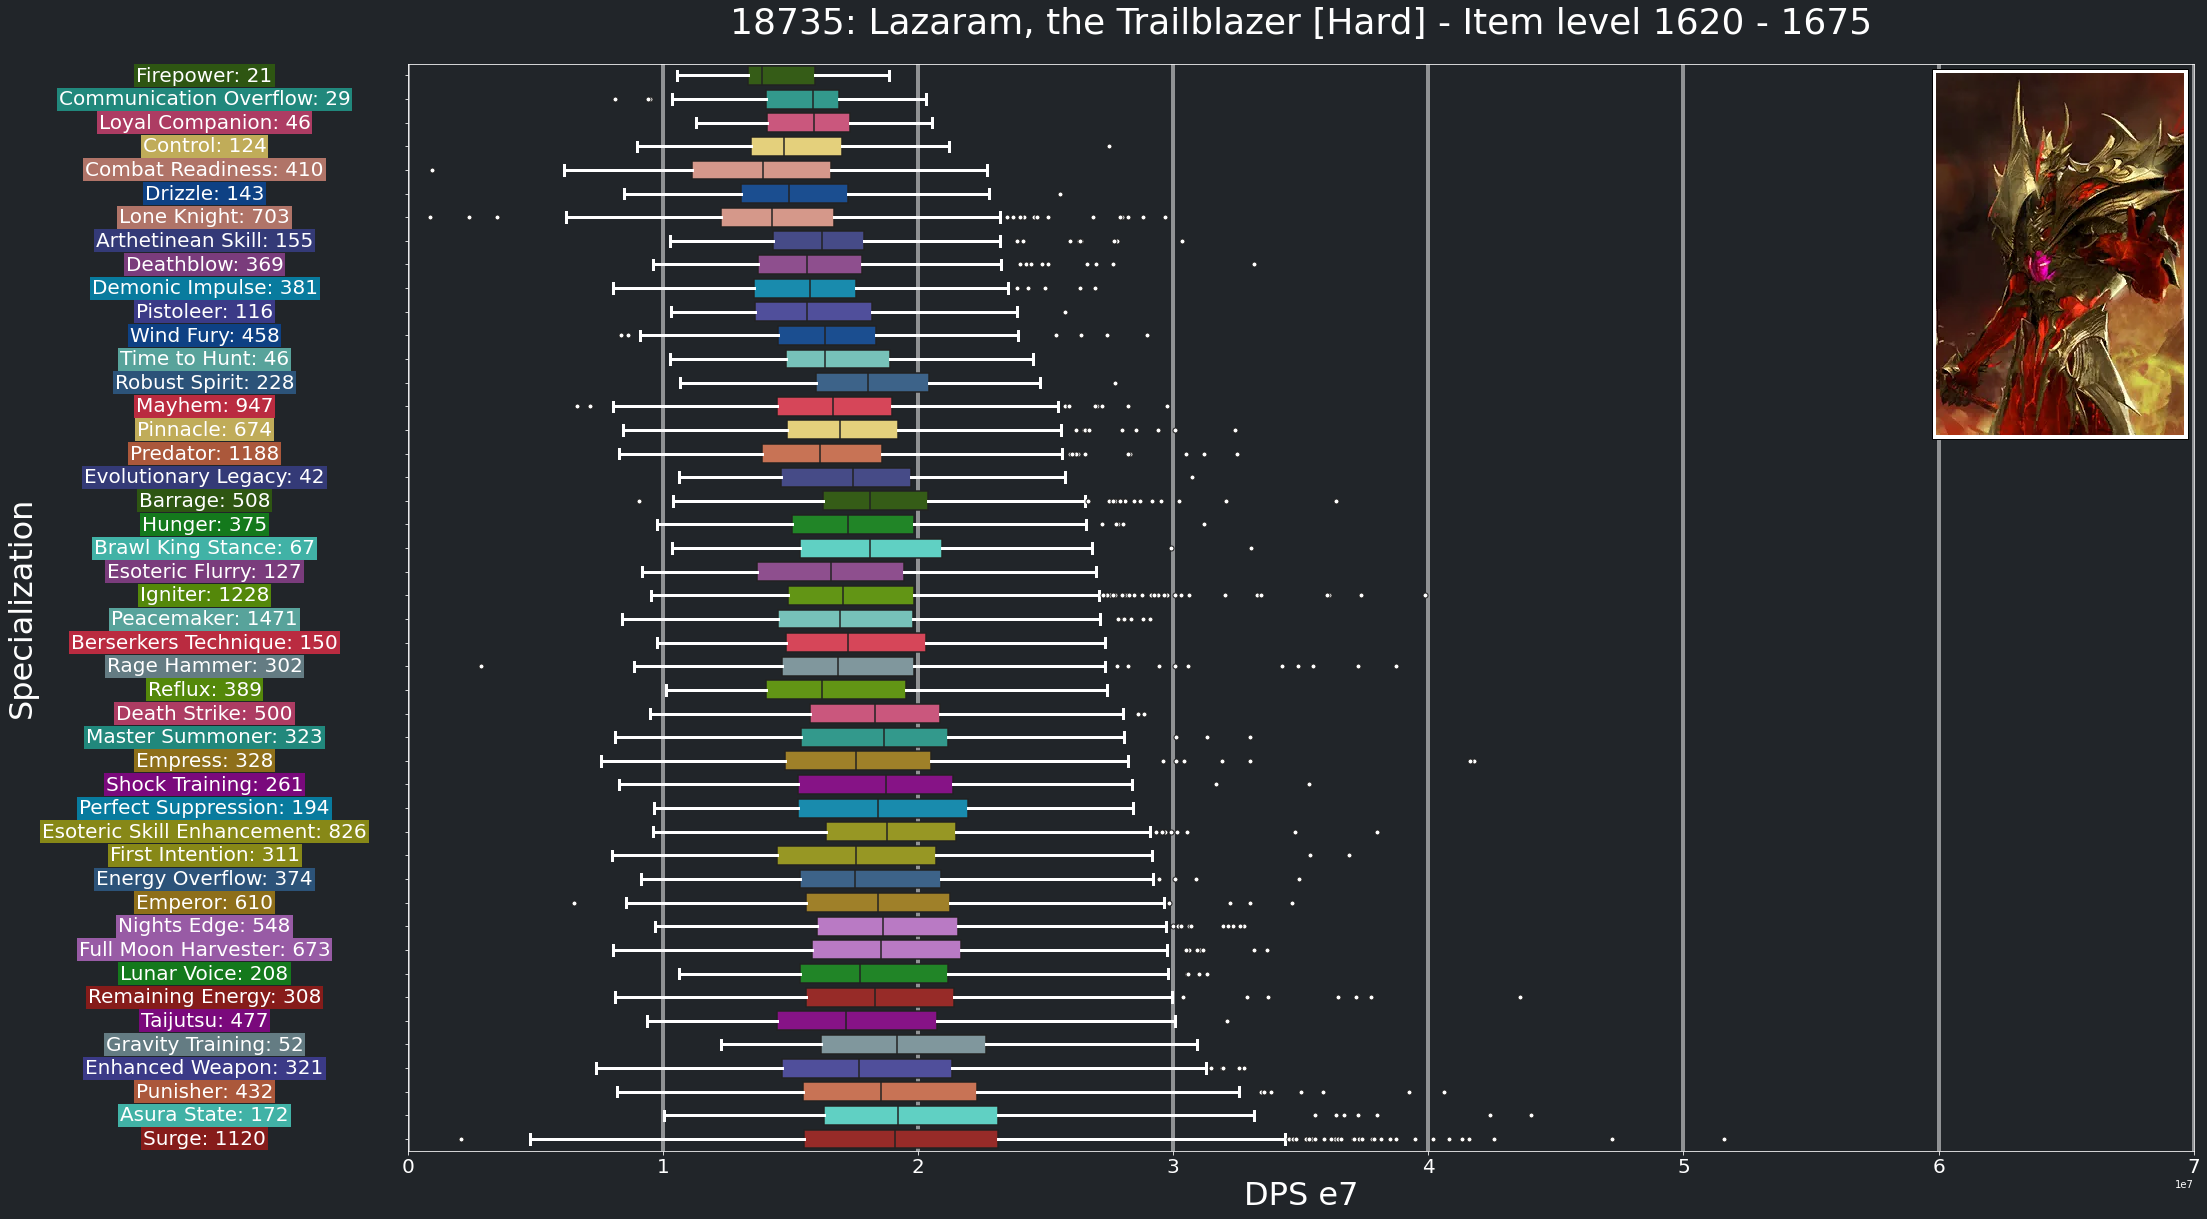 18735: Lazaram, the Trailblazer [Hard] - Item level 1620 - 1675
Specialization
Firepower: 21
Communication Overflow: 29
Loyal Companion: 46
Control: 124
Combat Readiness: 410
Drizzle: 143
Lone Knight: 703
Arthetinean Skill: 155
Deathblow: 369
Demonic Impulse: 381
Pistoleer: 116
Wind Fury: 458
Time to Hunt: 46
Robust Spirit: 228
Mayhem: 947
Pinnacle: 674
Predator: 1188
Evolutionary Legacy: 42
Barrage: 508
Hunger: 375
Brawl King Stance: 67
Esoteric Flurry: 127
Igniter: 1228
Peacemaker: 1471
Berserkers Technique: 150
Rage Hammer: 302
Reflux: 389
Death Strike: 500
Master Summoner: 323
Empress: 328
Shock Training: 261
Perfect Suppression: 194
Esoteric Skill Enhancement: 826
First Intention: 311
Energy Overflow: 374
Emperor: 610
Nights Edge: 548
Full Moon Harvester: 673
Lunar Voice: 208
Remaining Energy: 308
Taijutsu: 477
Gravity Training: 52
Enhanced Weapon: 321
Punisher: 432
Asura State: 172
Surge: 1120
0 1 2 3 4 5 6 7
1e7
DPS e7